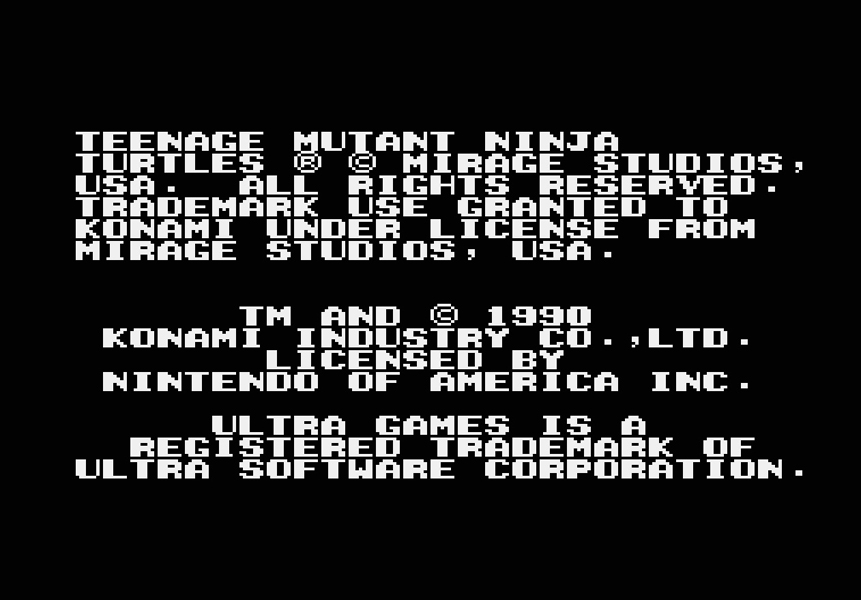 TEENAGE MUTANT NINJA
TURTLES ® © MIRAGE STUDIOS,
USA. ALL RIGHTS RESERVED.
TRADEMARK USE GRANTED TO
KONAMI UNDER LICENSE FROM
MIRAGE STUDIOS, USA.
TM AND © 1990
KONAMI INDUSTRY CO.,LTD.
LICENSED BY
NINTENDO OF AMERICA INC.
ULTRA GAMES IS A
REGISTERED TRADEMARK OF
ULTRA SOFTWARE CORPORATION.